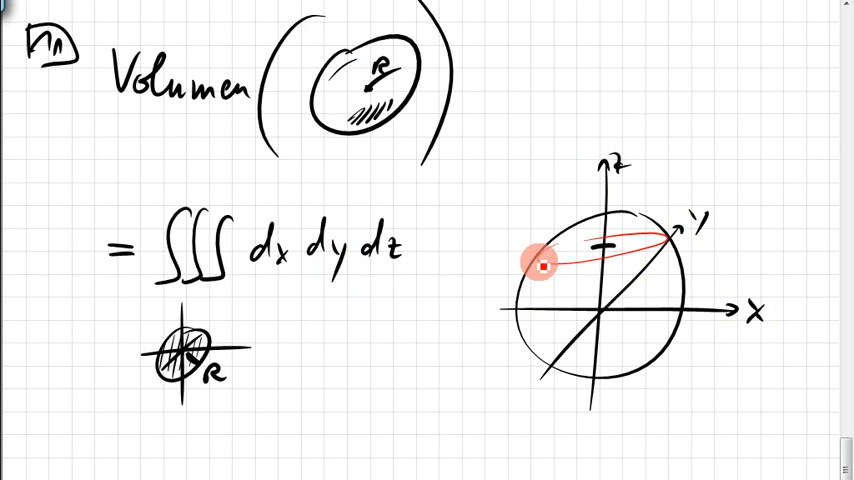 Volumen ( R )
z
y
= ∭ dx dy dz
x
R